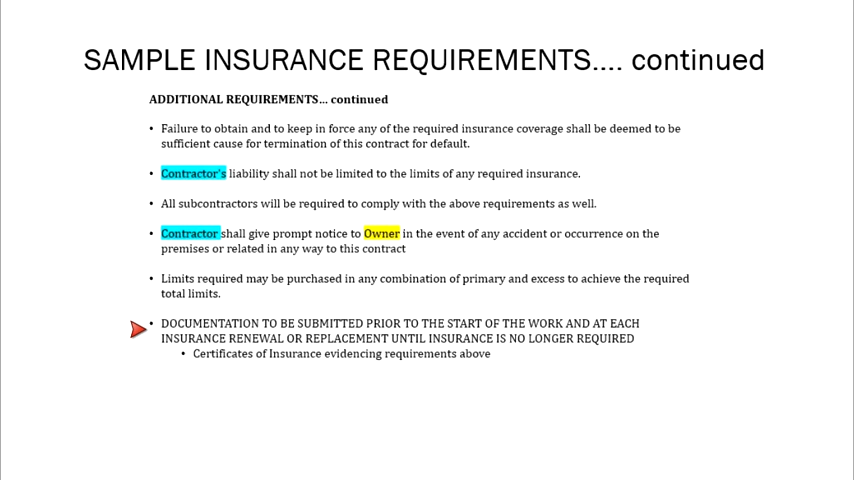 SAMPLE INSURANCE REQUIREMENTS.... continued
ADDITIONAL REQUIREMENTS... continued
• Failure to obtain and to keep in force any of the required insurance coverage shall be deemed to be
sufficient cause for termination of this contract for default.
• Contractor's liability shall not be limited to the limits of any required insurance.
• All subcontractors will be required to comply with the above requirements as well.
• Contractor shall give prompt notice to Owner in the event of any accident or occurrence on the
premises or related in any way to this contract
• Limits required may be purchased in any combination of primary and excess to achieve the required
total limits.
• DOCUMENTATION TO BE SUBMITTED PRIOR TO THE START OF THE WORK AND AT EACH
INSURANCE RENEWAL OR REPLACEMENT UNTIL INSURANCE IS NO LONGER REQUIRED
• Certificates of Insurance evidencing requirements above